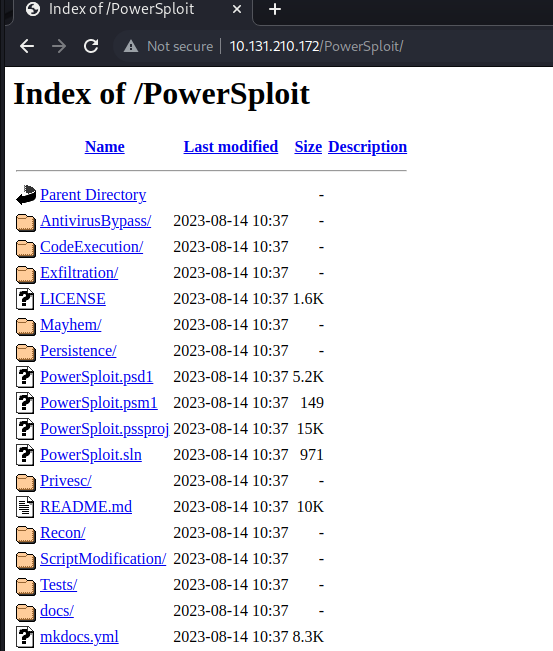 Index of /PowerSploit
Not secure 10.131.210.172/PowerSploit/
Index of /PowerSploit
Name Last modified Size Description
Parent Directory -
AntivirusBypass/ 2023-08-14 10:37 -
CodeExecution/ 2023-08-14 10:37 -
Exfiltration/ 2023-08-14 10:37 -
LICENSE 2023-08-14 10:37 1.6K
Mayhem/ 2023-08-14 10:37 -
Persistence/ 2023-08-14 10:37 -
PowerSploit.psd1 2023-08-14 10:37 5.2K
PowerSploit.psm1 2023-08-14 10:37 149
PowerSploit.pssproj 2023-08-14 10:37 15K
PowerSploit.sln 2023-08-14 10:37 971
Privesc/ 2023-08-14 10:37 -
README.md 2023-08-14 10:37 10K
Recon/ 2023-08-14 10:37 -
ScriptModification/ 2023-08-14 10:37 -
Tests/ 2023-08-14 10:37 -
docs/ 2023-08-14 10:37 -
mkdocs.yml 2023-08-14 10:37 8.3K